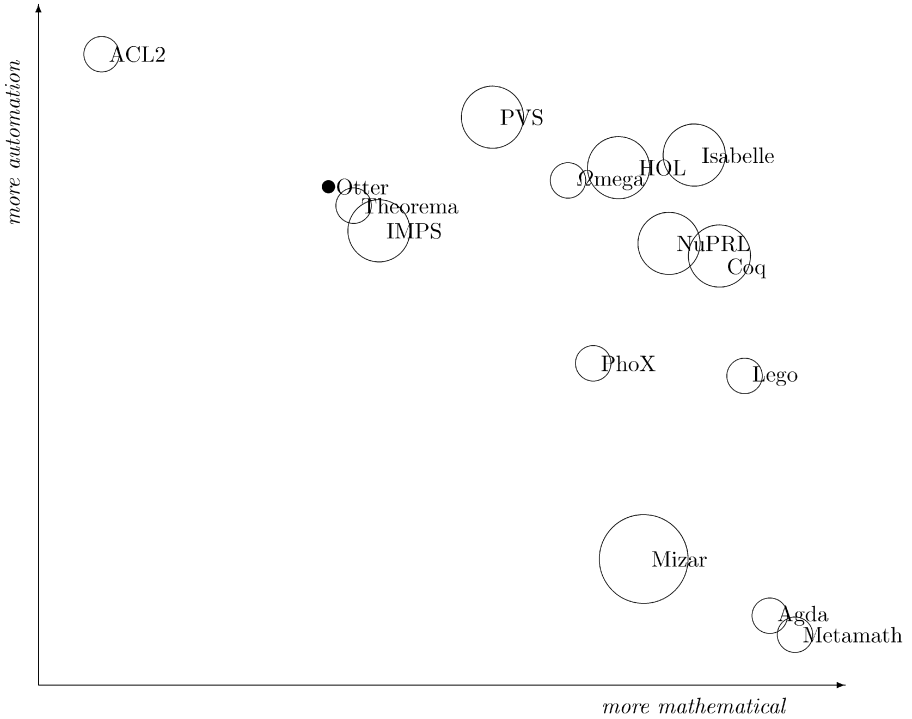 ACL2
more automation
PVS
Isabelle
HOL
Ωmega
Otter
Theorema
IMPS
NuPRL
Coq
PhoX
Lego
Mizar
Agda
Metamath
more mathematical